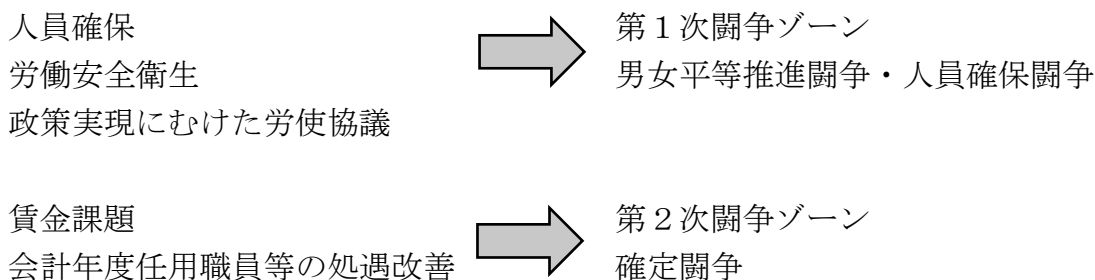 人員確保
労働安全衛生
政策実現にむけた労使協議
第１次闘争ゾーン
男女平等推進闘争・人員確保闘争
賃金課題
会計年度任用職員等の処遇改善
第２次闘争ゾーン
確定闘争